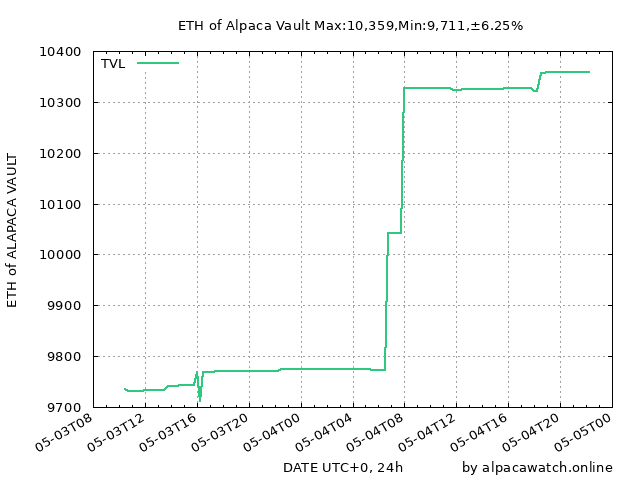 ETH of Alpaca Vault Max:10,359,Min:9,711,±6.25%
TVL
10400
10300
10200
10100
10000
9900
9800
9700
ETH of ALAPACA VAULT
05-03T08
05-03T12
05-03T16
05-03T20
05-04T00
05-04T04
05-04T08
05-04T12
05-04T16
05-04T20
05-05T00
DATE UTC+0, 24h
by alpacawatch.online